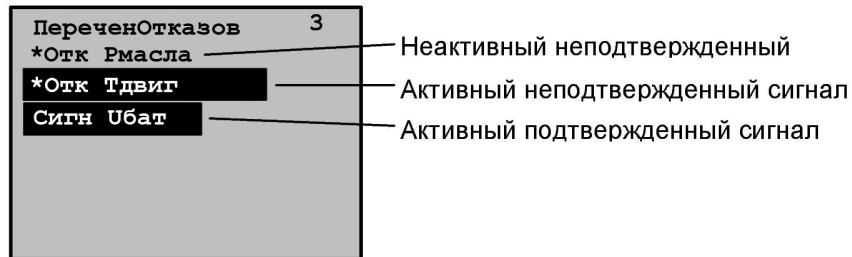 ПереченОтказов 3
*Отк Рмасла
*Отк Тдвиг
Сигн Uбат
Неактивный неподтвержденный
Активный неподтвержденный сигнал
Активный подтвержденный сигнал